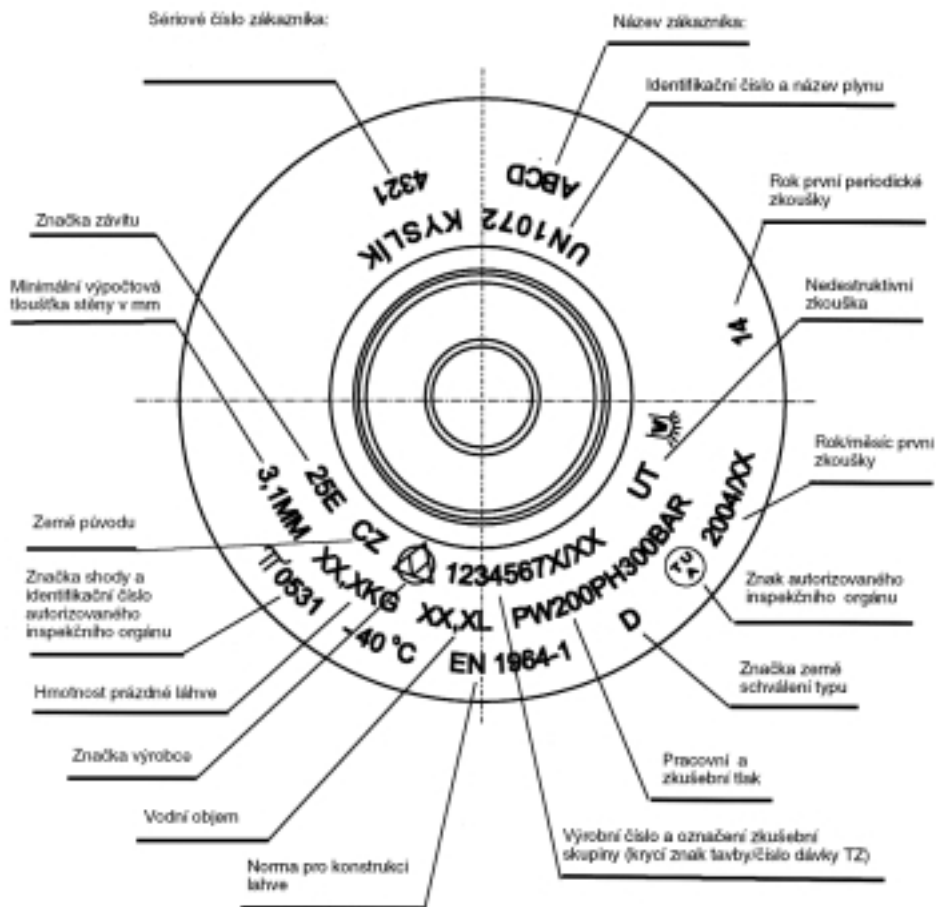 Sériové číslo zákazníka:
Název zákazníka:
Identifikační číslo a název plynu
4321
ABCD
UN1072 KYSLÍK
Rok první periodické
zkoušky
14
Značka závitu
Minimální výpočtová
tloušťka stěny v mm
Nedestruktivní
zkouška
Rok/měsíc první
zkoušky
25E CZ 1234567X/XX UT
3,1MM XX,XKG XX,XL PW200PH300BAR
π0531 -40 °C EN 1964-1 D TUA 2004/XX
Země původu
Značka shody a
identifikační číslo
autorizovaného
inspekčního orgánu
Znak autorizovaného
inspekčního orgánu
Hmotnost prázdné láhve
Značka země
schválení typu
Značka výrobce
Pracovní a
zkušební tlak
Vodní objem
Výrobní číslo a označení zkušební
skupiny (krycí znak tavby/číslo dávky TZ)
Norma pro konstrukci
lahve